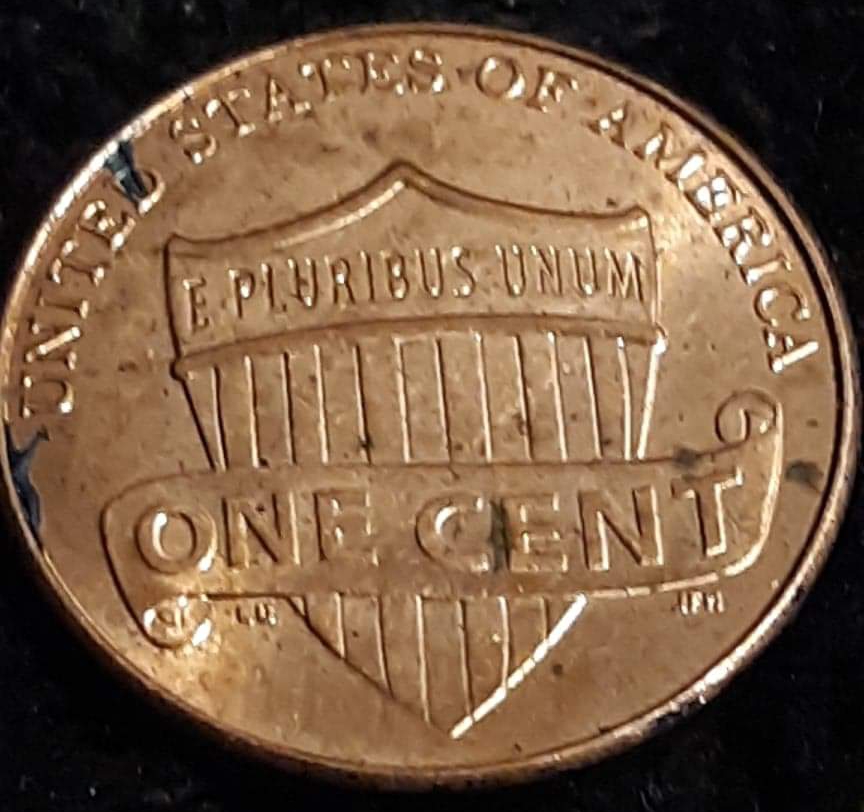 UNITED STATES OF AMERICA
E PLURIBUS UNUM
ONE CENT